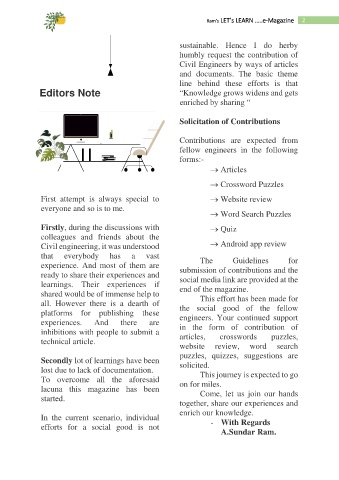 Ram's LET's LEARN .....e-Magazine 2
Editors Note
First attempt is always special to
everyone and so is to me.
Firstly, during the discussions with
colleagues and friends about the
Civil engineering, it was understood
that everybody has a vast
experience. And most of them are
ready to share their experiences and
learnings. Their experiences if
shared would be of immense help to
all. However there is a dearth of
platforms for publishing these
experiences. And there are
inhibitions with people to submit a
technical article.
Secondly lot of learnings have been
lost due to lack of documentation.
To overcome all the aforesaid
lacuna this magazine has been
started.
In the current scenario, individual
efforts for a social good is not
sustainable. Hence I do herby
humbly request the contribution of
Civil Engineers by ways of articles
and documents. The basic theme
line behind these efforts is that
“Knowledge grows widens and gets
enriched by sharing “
Solicitation of Contributions
Contributions are expected from
fellow engineers in the following
forms:-
→ Articles
→ Crossword Puzzles
→ Website review
→ Word Search Puzzles
→ Quiz
→ Android app review
The Guidelines for
submission of contributions and the
social media link are provided at the
end of the magazine.
This effort has been made for
the social good of the fellow
engineers. Your continued support
in the form of contribution of
articles, crosswords puzzles,
website review, word search
puzzles, quizzes, suggestions are
solicited.
This journey is expected to go
on for miles.
Come, let us join our hands
together, share our experiences and
enrich our knowledge.
- With Regards
A.Sundar Ram.